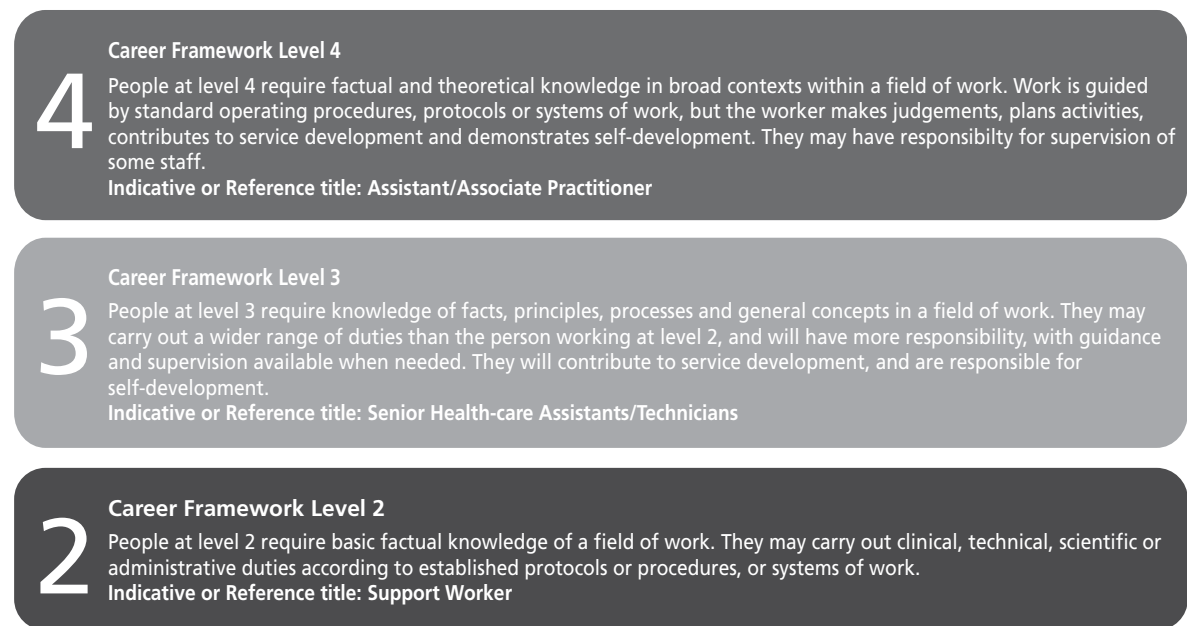 Career Framework Level 4
4
People at level 4 require factual and theoretical knowledge in broad contexts within a field of work. Work is guided
by standard operating procedures, protocols or systems of work, but the worker makes judgements, plans activities,
contributes to service development and demonstrates self-development. They may have responsibilty for supervision of
some staff.
Indicative or Reference title: Assistant/Associate Practitioner
Career Framework Level 3
3
People at level 3 require knowledge of facts, principles, processes and general concepts in a field of work. They may
carry out a wider range of duties than the person working at level 2, and will have more responsibility, with guidance
and supervision available when needed. They will contribute to service development, and are responsible for
self-development.
Indicative or Reference title: Senior Health-care Assistants/Technicians
Career Framework Level 2
2
People at level 2 require basic factual knowledge of a field of work. They may carry out clinical, technical, scientific or
administrative duties according to established protocols or procedures, or systems of work.
Indicative or Reference title: Support Worker